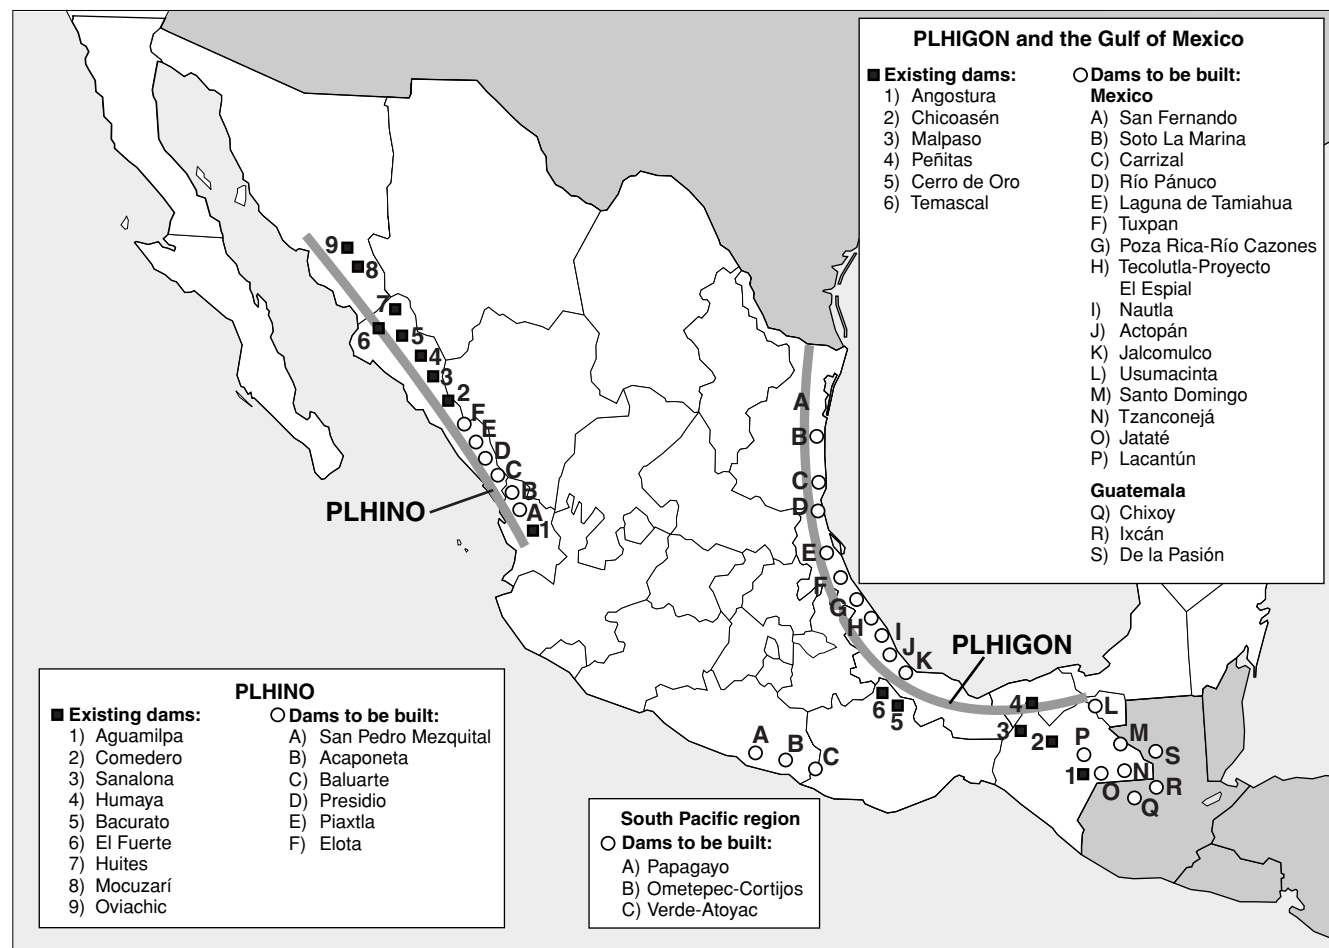 PLHIGON and the Gulf of Mexico
Existing dams:
1) Angostura
2) Chicoasén
3) Malpaso
4) Peñitas
5) Cerro de Oro
6) Temascal
Dams to be built:
Mexico
A) San Fernando
B) Soto La Marina
C) Carrizal
D) Río Pánuco
E) Laguna de Tamiahua
F) Tuxpan
G) Poza Rica-Río Cazones
H) Tecolutla-Proyecto
El Espial
I) Nautla
J) Actopán
K) Jalcomulco
L) Usumacinta
M) Santo Domingo
N) Tzanconejá
O) Jataté
P) Lacantún
Guatemala
Q) Chixoy
R) Ixcán
S) De la Pasión
9
8
7
6
5
4
3
2
F
E
D
C
B
A
1
PLHINO
A
B
C
D
E
F
G
H
I
J
K
PLHIGON
6
5
4
3
2
1
L
M
S
P
N
O
R
Q
A
B
C
PLHINO
Existing dams:
1) Aguamilpa
2) Comedero
3) Sanalona
4) Humaya
5) Bacurato
6) El Fuerte
7) Huites
8) Mocuzarí
9) Oviachic
Dams to be built:
A) San Pedro Mezquital
B) Acaponeta
C) Baluarte
D) Presidio
E) Piaxtla
F) Elota
South Pacific region
Dams to be built:
A) Papagayo
B) Ometepec-Cortijos
C) Verde-Atoyac